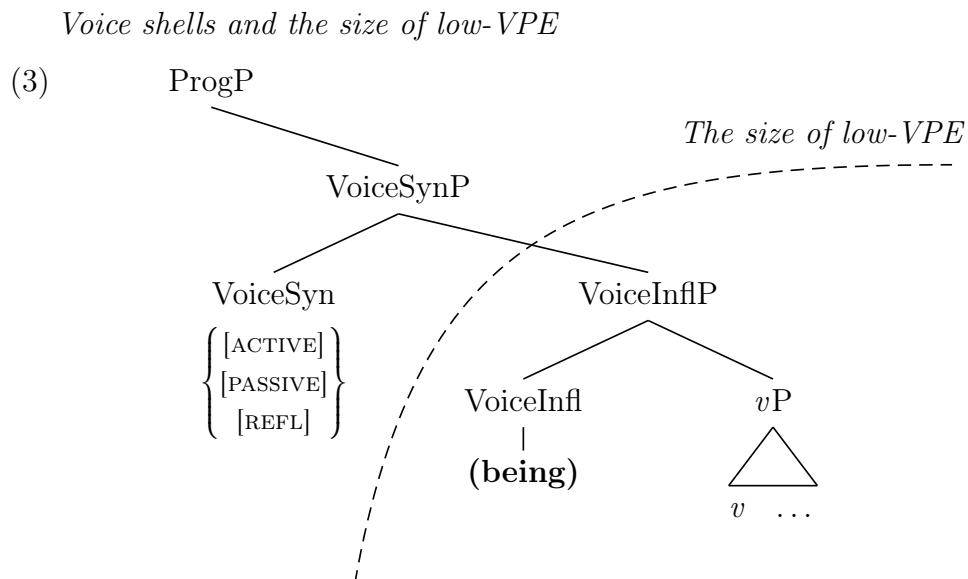 Voice shells and the size of low-VPE
(3) ProgP
The size of low-VPE
VoiceSynP
VoiceSyn VoiceInflP
[ACTIVE]
[PASSIVE] VoiceInfl vP
[REFL]
(being)
v ...